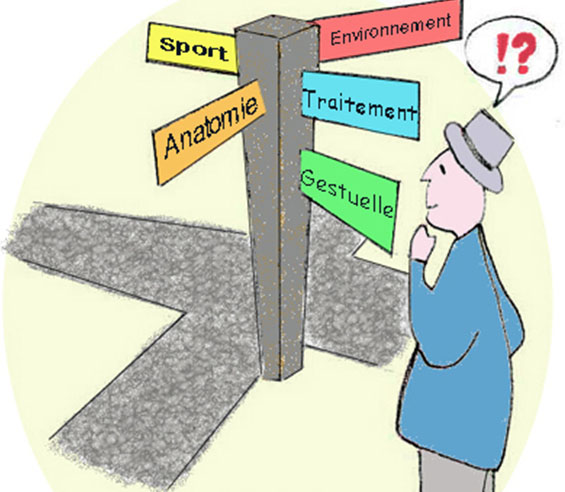 Sport
Environnement
!?
Anatomie
Traitement
Gestuelle